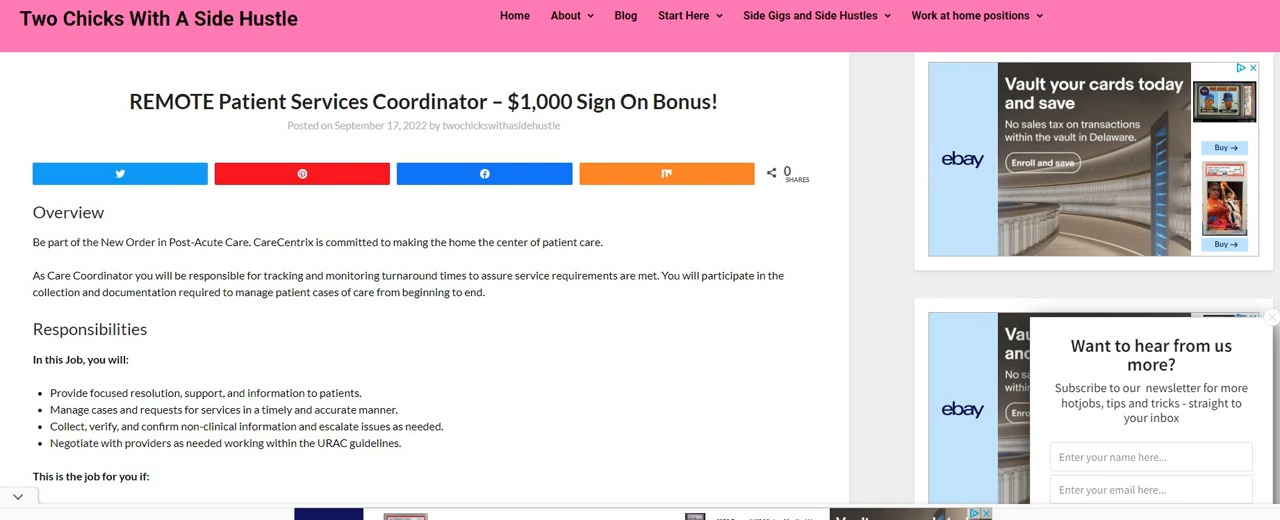 Two Chicks With A Side Hustle
Home About Blog Start Here Side Gigs and Side Hustles Work at home positions
REMOTE Patient Services Coordinator – $1,000 Sign On Bonus!
Posted on September 17, 2022 by twochickswithasidehustle
0
SHARES
Overview
Be part of the New Order in Post-Acute Care. CareCentrix is committed to making the home the center of patient care.
As Care Coordinator you will be responsible for tracking and monitoring turnaround times to assure service requirements are met. You will participate in the
collection and documentation required to manage patient cases of care from beginning to end.
Responsibilities
In this Job, you will:
• Provide focused resolution, support, and information to patients.
• Manage cases and requests for services in a timely and accurate manner.
• Collect, verify, and confirm non-clinical information and escalate issues as needed.
• Negotiate with providers as needed working within the URAC guidelines.
This is the job for you if:
ebay
Vault your cards today
and save
No sales tax on transactions
within the vault in Delaware.
Enroll and save
Buy →
Buy →
ebay
Want to hear from us
more?
Subscribe to our newsletter for more
hotjobs, tips and tricks - straight to
your inbox
Enter your name here...
Enter your email here...